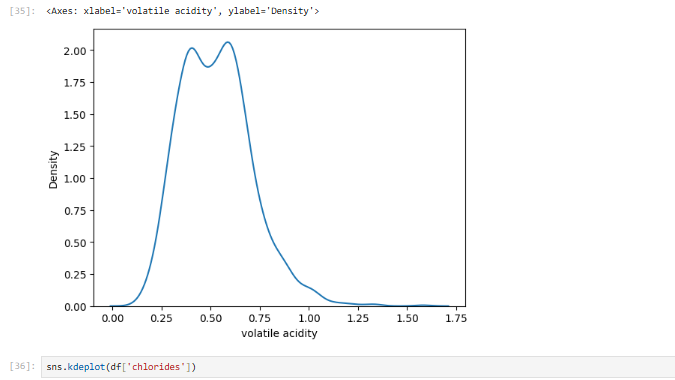 [35]: <Axes: xlabel='volatile acidity', ylabel='Density'>
2.00
1.75
1.50
1.25
1.00
0.75
0.50
0.25
0.00
Density
0.00 0.25 0.50 0.75 1.00 1.25 1.50 1.75
volatile acidity
[36]: sns.kdeplot(df['chlorides'])